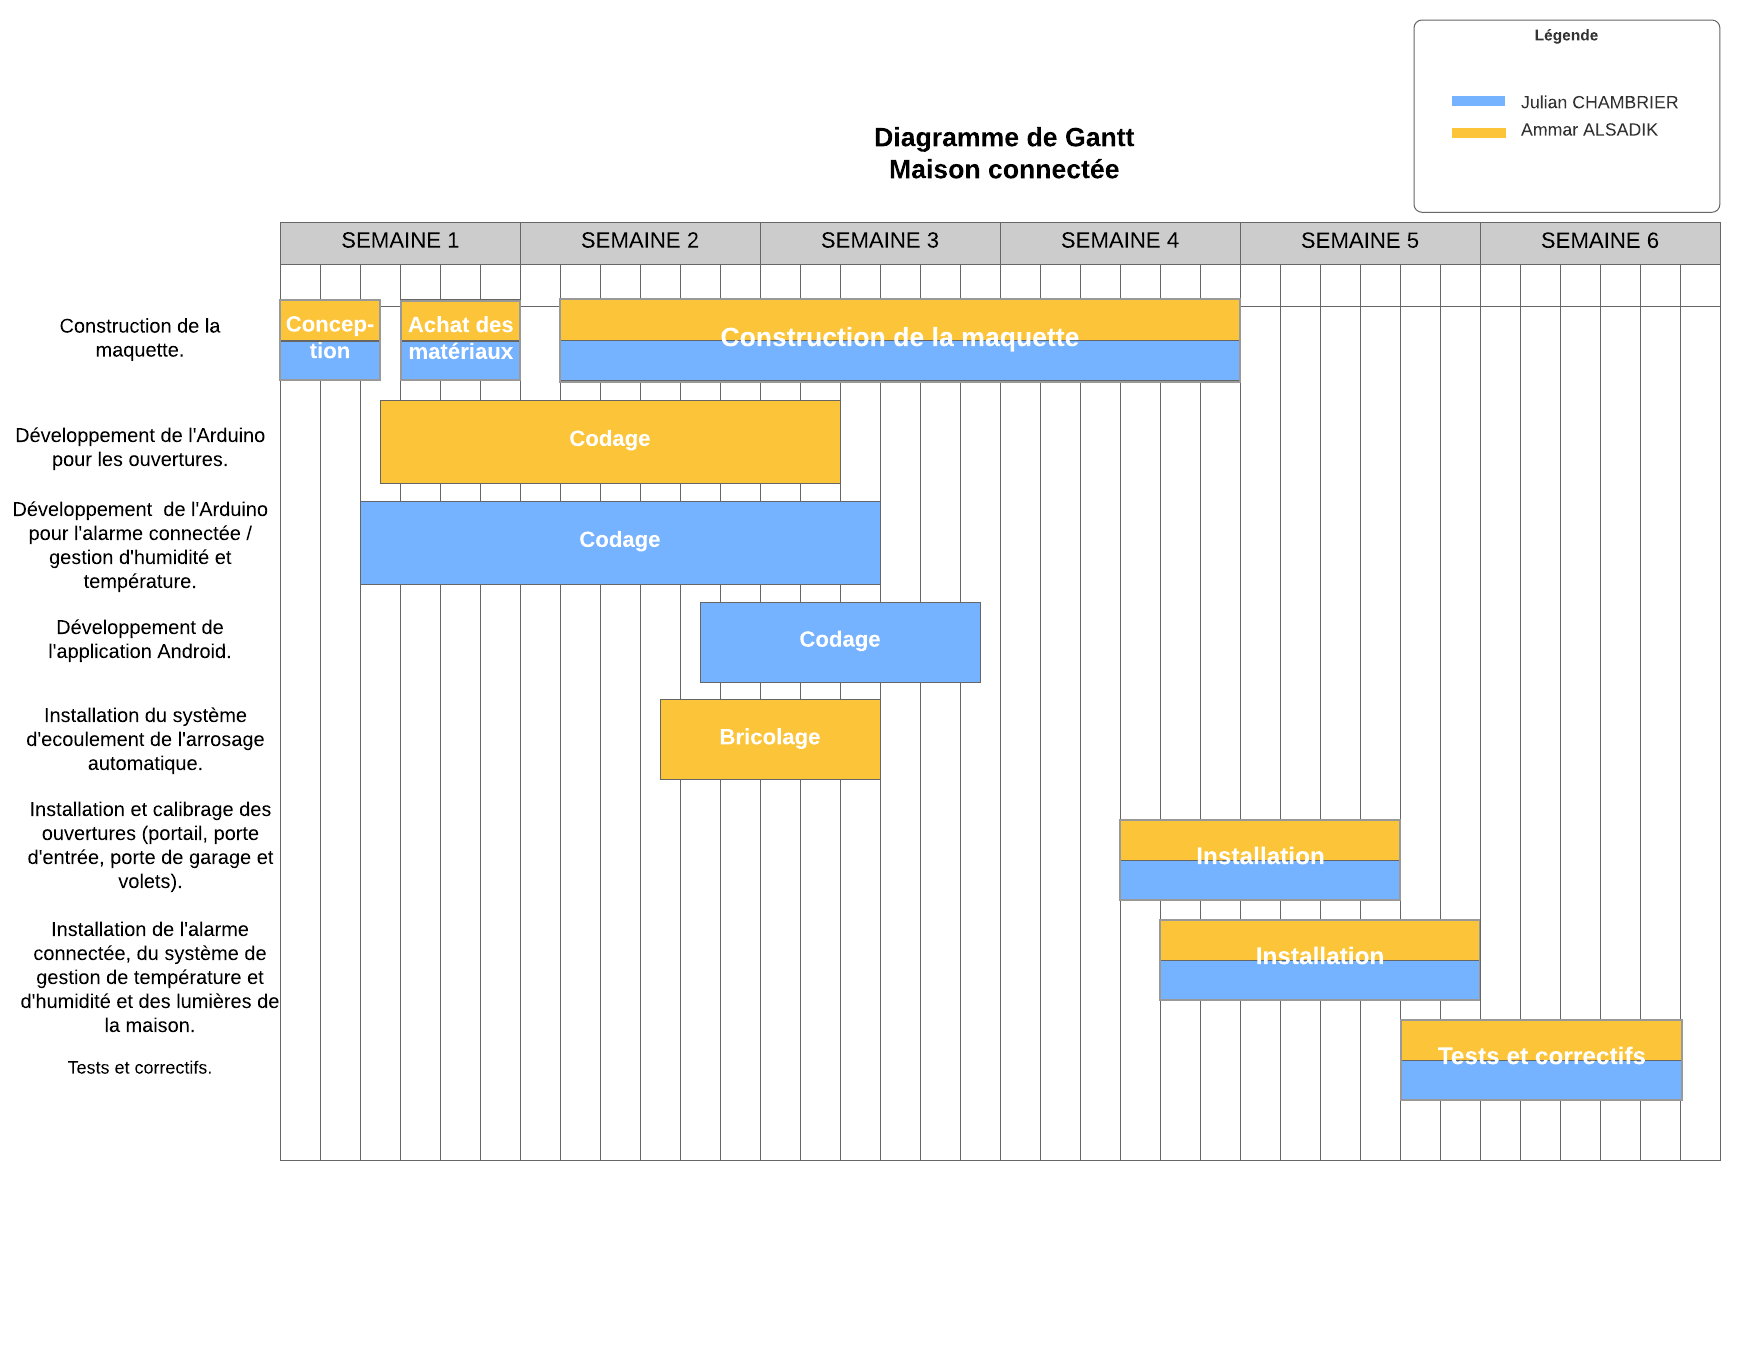 Légende
Julian CHAMBRIER
Ammar ALSADIK
Diagramme de Gantt
Maison connectée
SEMAINE 1
SEMAINE 2
SEMAINE 3
SEMAINE 4
SEMAINE 5
SEMAINE 6
Construction de la
maquette.
Concep-
tion
Achat des
matériaux
Construction de la maquette
Développement de l'Arduino
pour les ouvertures.
Codage
Développement  de l'Arduino
pour l'alarme connectée /
gestion d'humidité et
température.
Codage
Développement de
l'application Android.
Codage
Installation du système
d'ecoulement de l'arrosage
automatique.
Bricolage
Installation et calibrage des
ouvertures (portail, porte
d'entrée, porte de garage et
volets).
Installation
Installation de l'alarme
connectée, du système de
gestion de température et
d'humidité et des lumières de
la maison.
Installation
Tests et correctifs.
Tests et correctifs